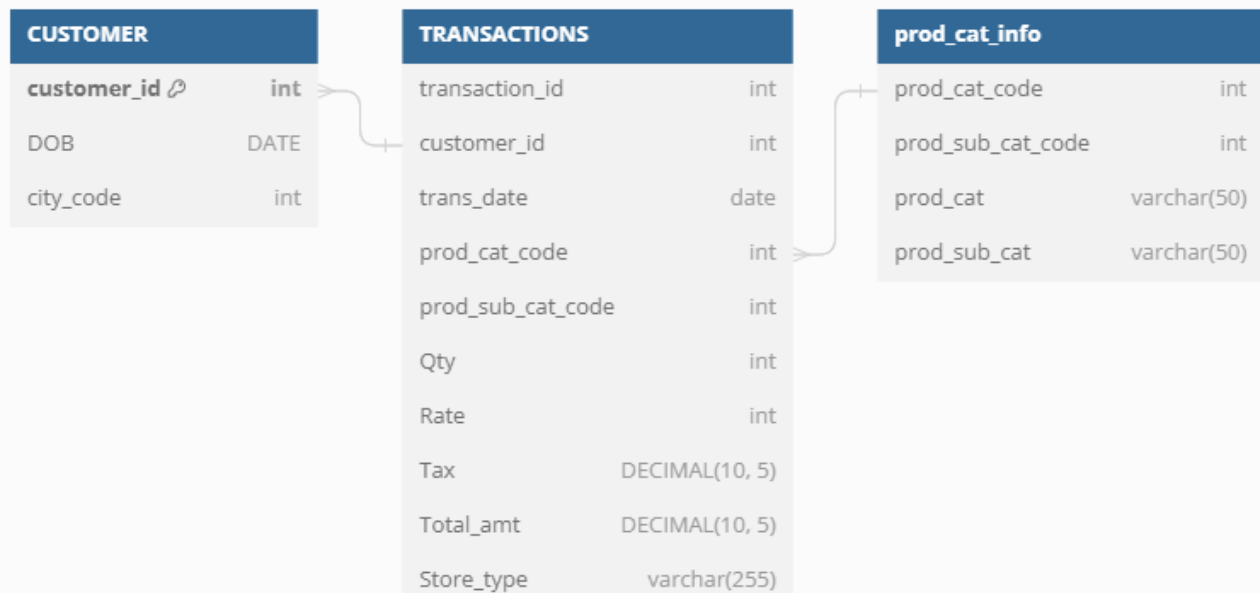 CUSTOMER
customer_id int
DOB DATE
city_code int
TRANSACTIONS
transaction_id int
customer_id int
trans_date date
prod_cat_code int
prod_sub_cat_code int
Qty int
Rate int
Tax DECIMAL(10, 5)
Total_amt DECIMAL(10, 5)
Store_type varchar(255)
prod_cat_info
prod_cat_code int
prod_sub_cat_code int
prod_cat varchar(50)
prod_sub_cat varchar(50)